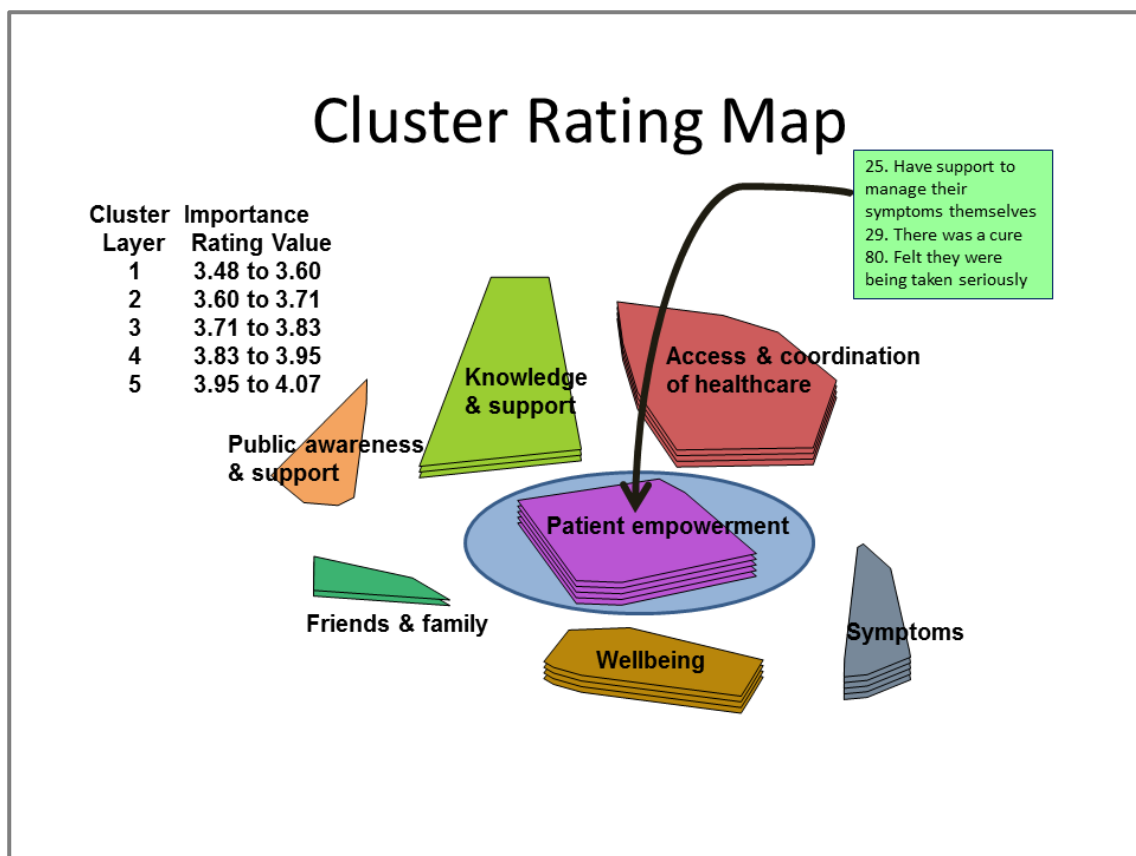 Cluster Rating Map
25. Have support to
manage their
symptoms themselves
29. There was a cure
80. Felt they were
being taken seriously
Cluster Importance
Layer Rating Value
1 3.48 to 3.60
2 3.60 to 3.71
3 3.71 to 3.83
4 3.83 to 3.95
5 3.95 to 4.07
Access & coordination
of healthcare
Knowledge
& support
Public awareness
& support
Patient empowerment
Friends & family
Symptoms
Wellbeing